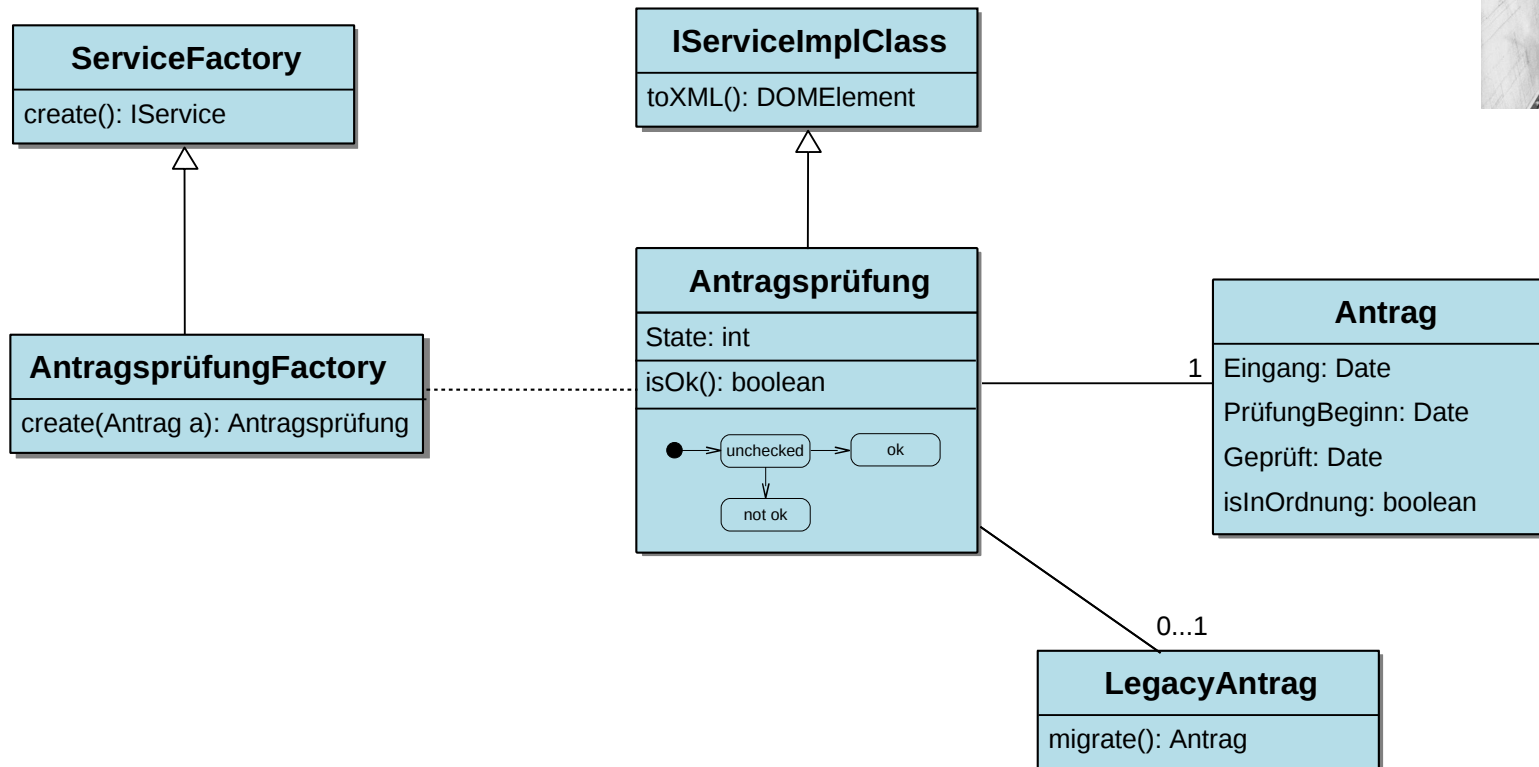 ServiceFactory
create(): IService
IServiceImplClass
toXML(): DOMElement
AntragsprüfungFactory
create(Antrag a): Antragsprüfung
Antragsprüfung
State: int
isOk(): boolean
unchecked
ok
not ok
1
Antrag
Eingang: Date
PrüfungBeginn: Date
Geprüft: Date
isInOrdnung: boolean
0...1
LegacyAntrag
migrate(): Antrag